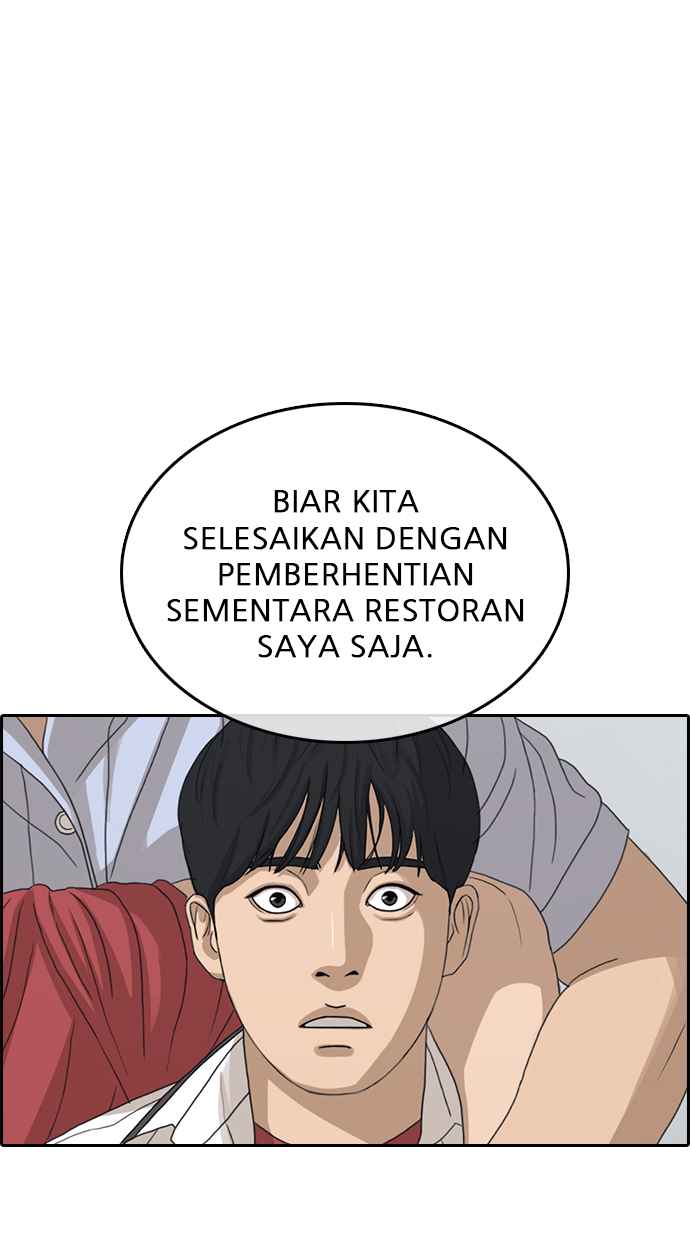 BIAR KITA
SELESAIKAN DENGAN
PEMBERHENTIAN
SEMENTARA RESTORAN
SAYA SAJA.